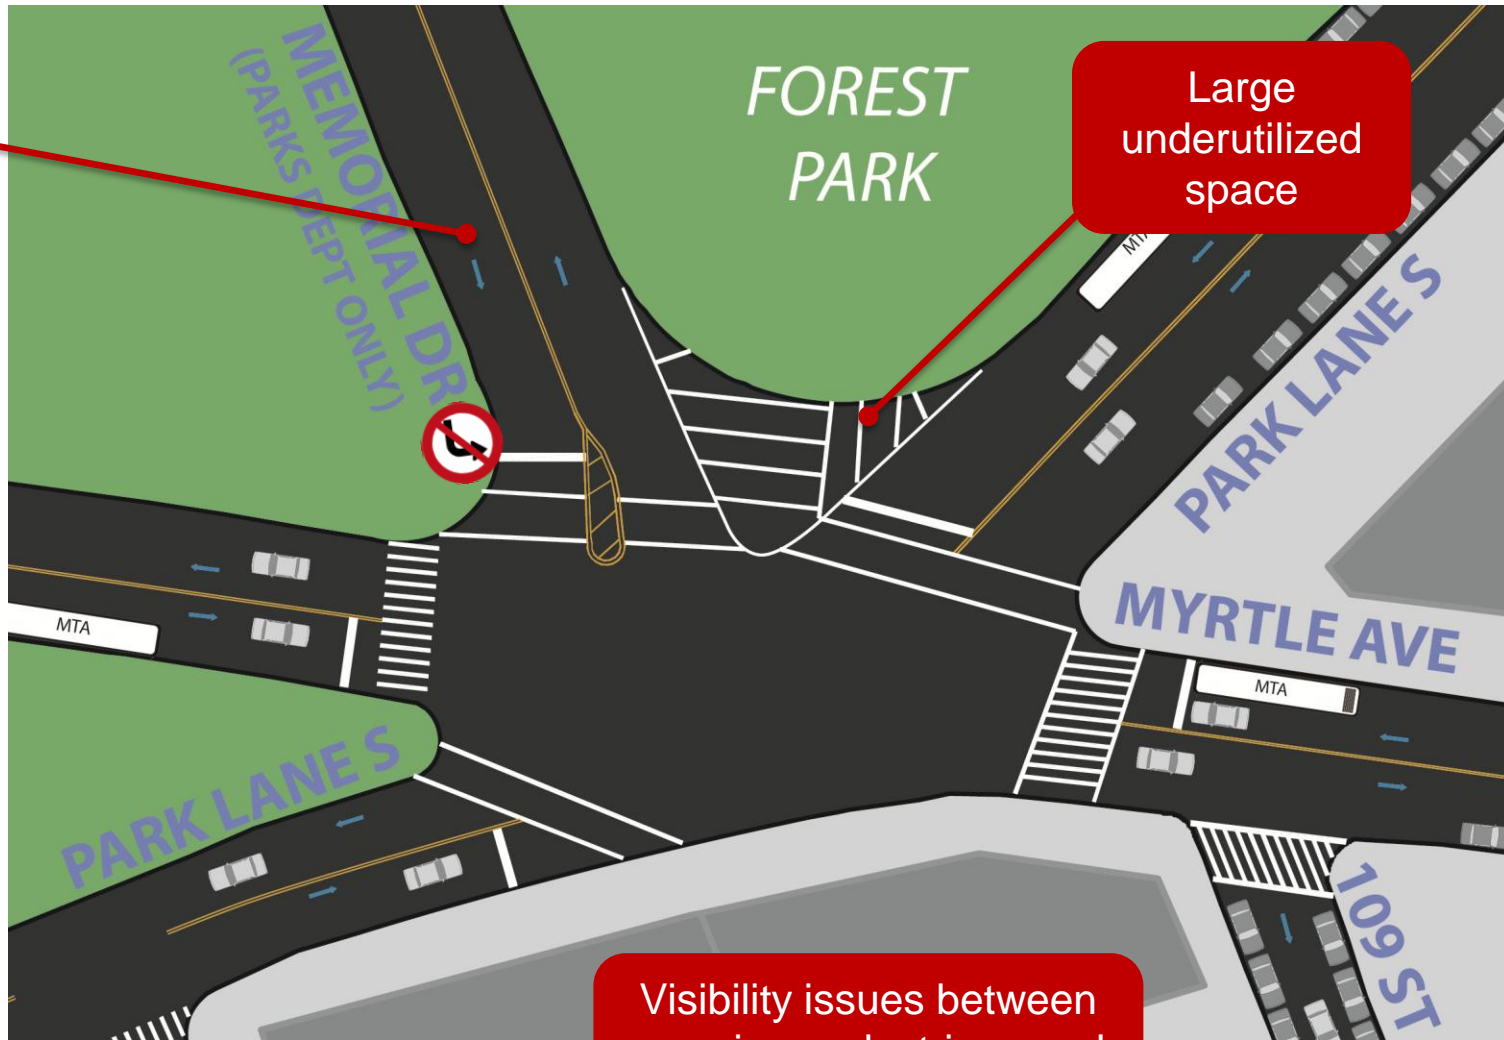 MEMORIAL DR
(PARKS DEPT ONLY)
FOREST
PARK
Large
underutilized
space
MTA
PARK LANE S
MYRTLE AVE
MTA
MTA
PARK LANE S
109 ST
Visibility issues between